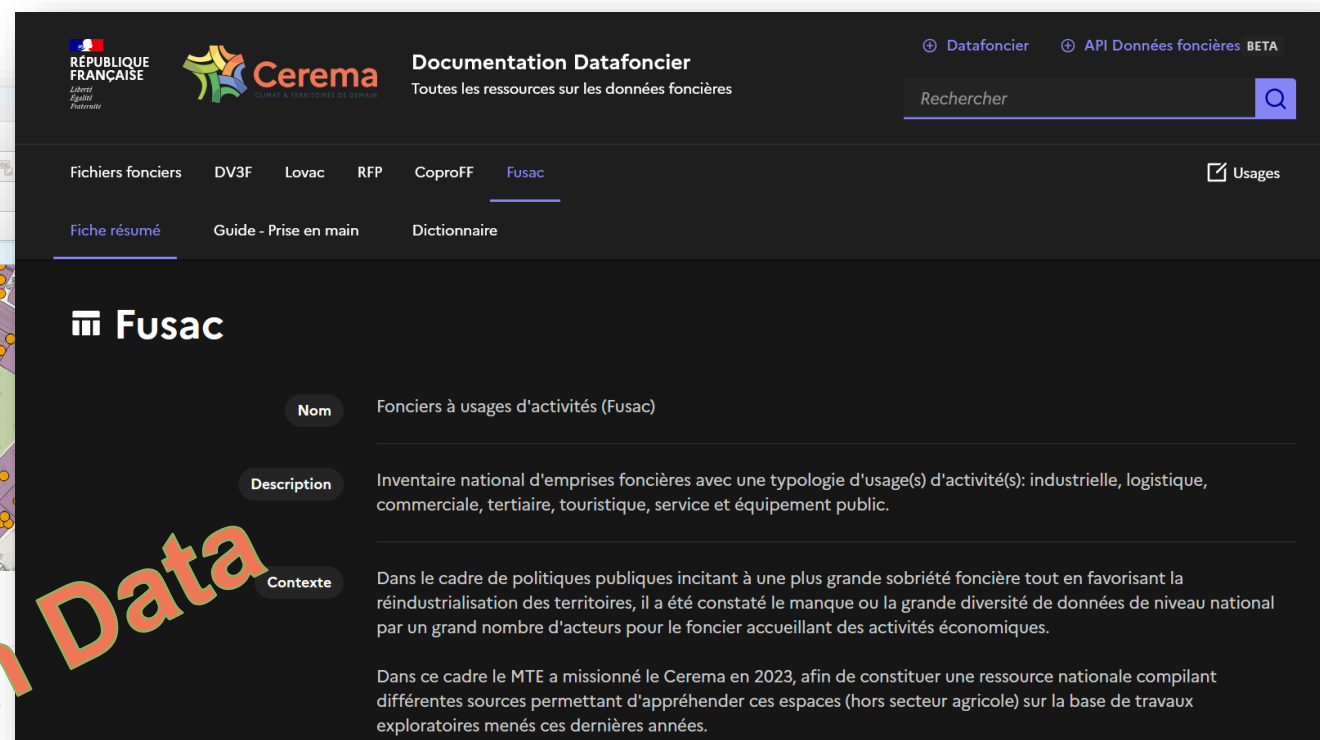 RÉPUBLIQUE
FRANÇAISE
Liberté
Égalité
Fraternité
Cerema
CLIMAT & TERRITOIRES DE DEMAIN
Documentation Datafoncier
Toutes les ressources sur les données foncières
Datafoncier
API Données foncières BETA
Rechercher
Fichiers fonciers
DV3F
Lovac
RFP
CoproFF
Fusac
Usages
Fiche résumé
Guide - Prise en main
Dictionnaire
Fusac
Nom
Fonciers à usages d'activités (Fusac)
Description
Inventaire national d'emprises foncières avec une typologie d'usage(s) d'activité(s): industrielle, logistique,
commerciale, tertiaire, touristique, service et équipement public.
Contexte
Dans le cadre de politiques publiques incitant à une plus grande sobriété foncière tout en favorisant la
réindustrialisation des territoires, il a été constaté le manque ou la grande diversité de données de niveau national
par un grand nombre d'acteurs pour le foncier accueillant des activités économiques.
Dans ce cadre le MTE a missionné le Cerema en 2023, afin de constituer une ressource nationale compilant
différentes sources permettant d'appréhender ces espaces (hors secteur agricole) sur la base de travaux
exploratoires menés ces dernières années.
n Data